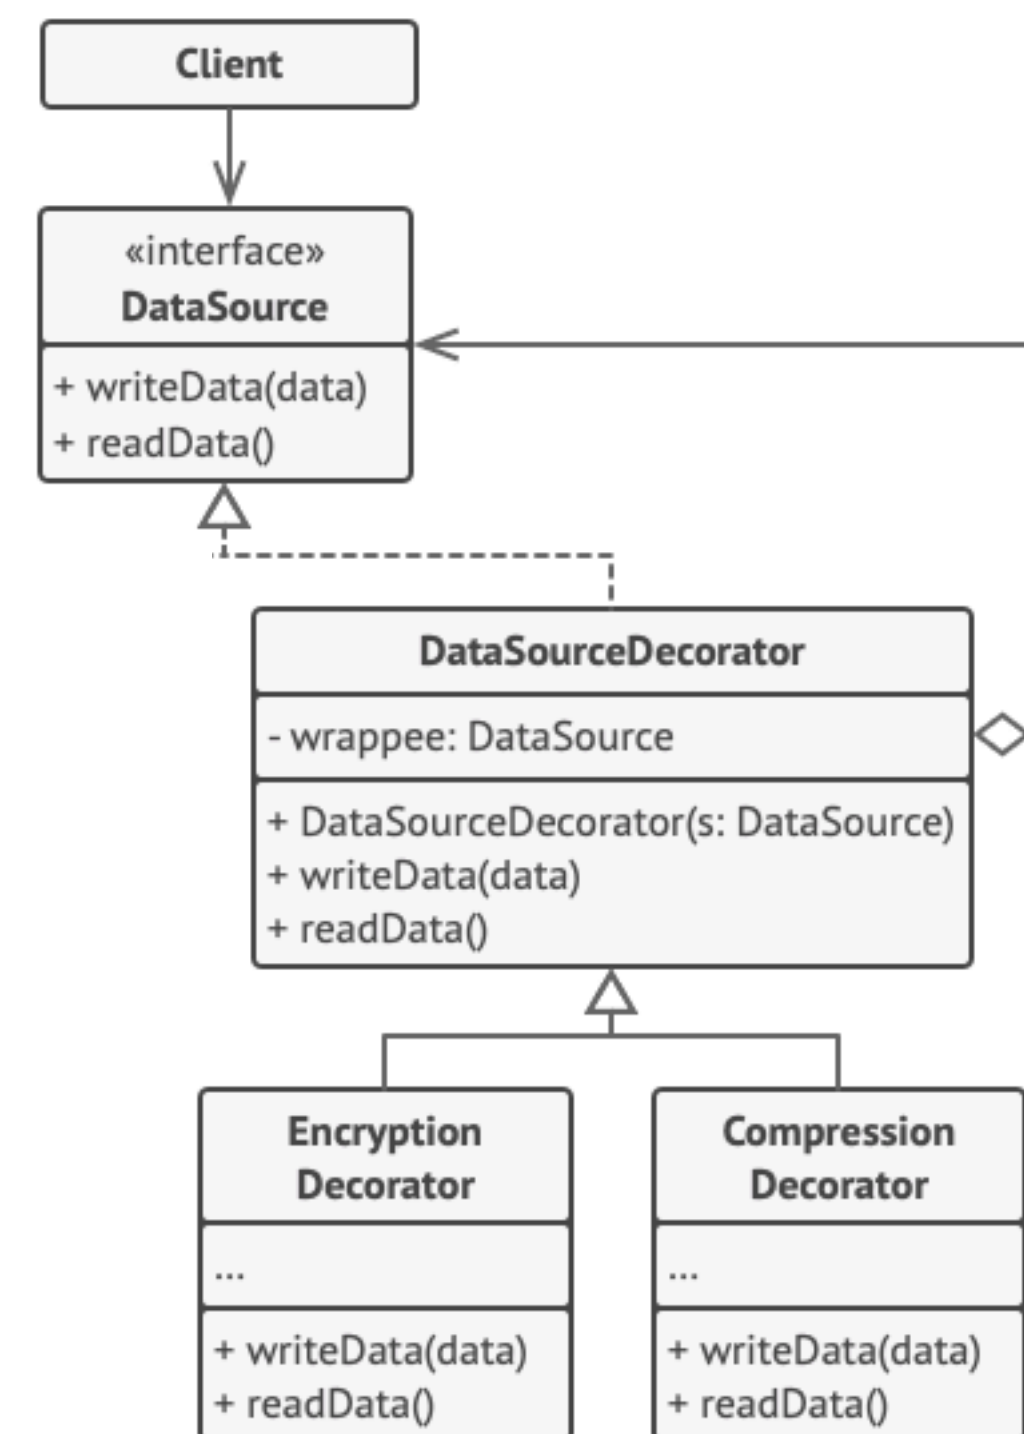 Client
«interface»
DataSource
+ writeData(data)
+ readData()
DataSourceDecorator
- wrappee: DataSource
+ DataSourceDecorator(s: DataSource)
+ writeData(data)
+ readData()
Encryption
Decorator
...
+ writeData(data)
+ readData()
Compression
Decorator
...
+ writeData(data)
+ readData()